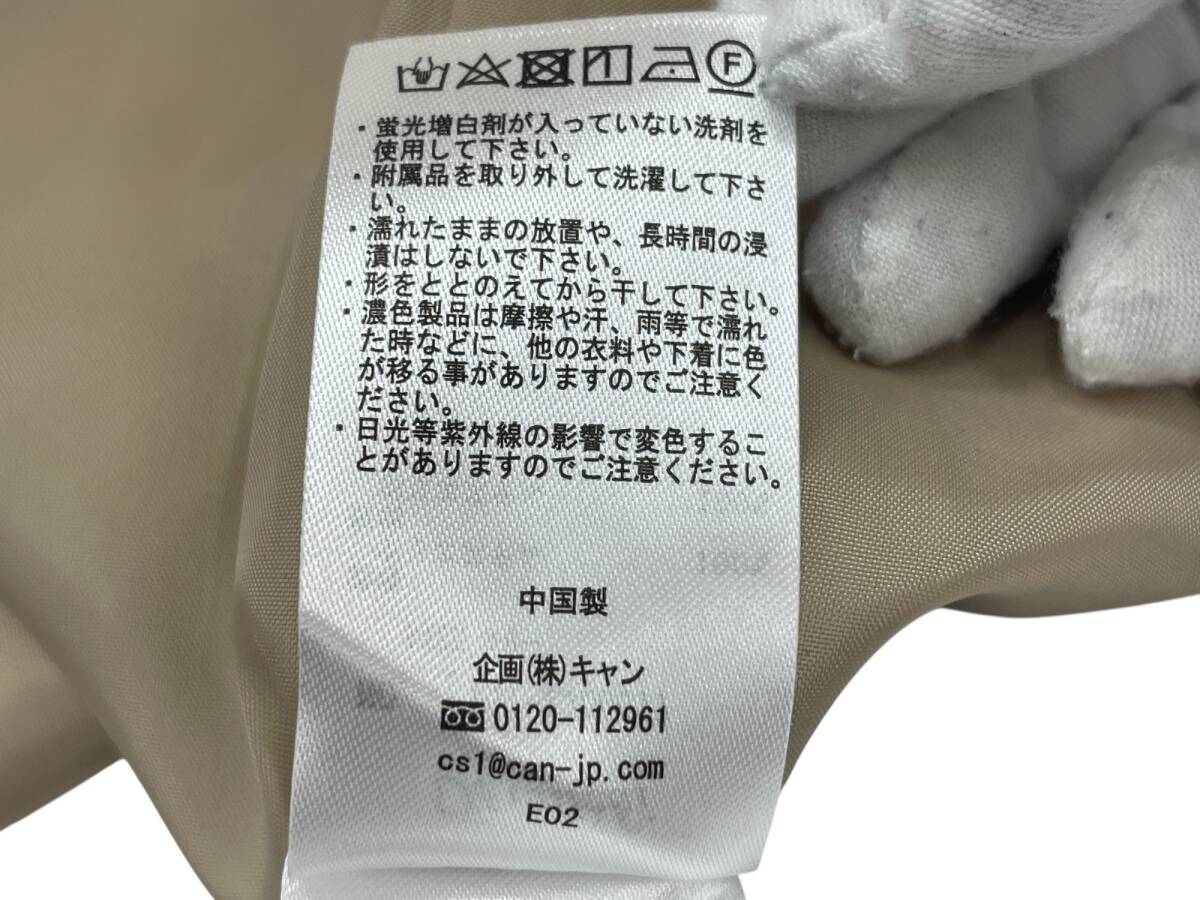 F
・蛍光増白剤が入っていない洗剤を
使用して下さい。
・附属品を取り外して洗濯して下さ
い。
・濡れたままの放置や、長時間の浸
漬はしないで下さい。
・形をととのえてから干して下さい。
・濃色製品は摩擦や汗、雨等で濡れ
た時などに、他の衣料や下着に色
が移る事がありますのでご注意く
ださい。
・日光等紫外線の影響で変色するこ
とがありますのでご注意ください。
中国製
企画(株)キャン
0120-112961
cs1@can-jp.com
E02